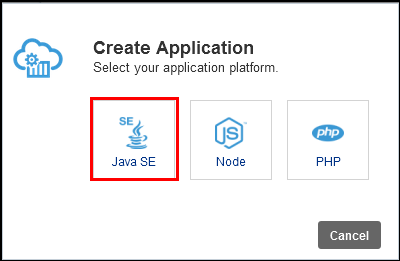 Create Application
Select your application platform.
SE
JS
php
Java SE
Node
PHP
Cancel